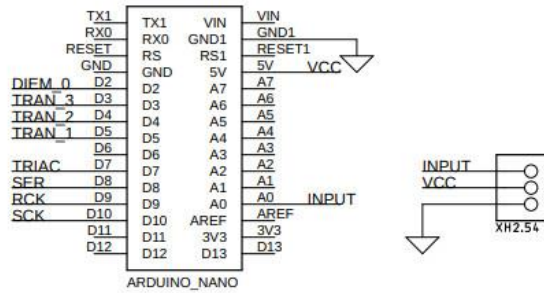 TX1 TX1 VIN VIN
RX0 RX0 GND1 GND1
RESET RS RS1 RESET1
GND GND 5V 5V VCC
DIEM_0 D2 D2 A7 A7
TRAN_3 D3 D3 A6 A6
TRAN_2 D4 D4 A5 A5
TRAN_1 D5 D5 A4 A4
D6 D6 A3 A3
TRIAC D7 D7 A2 A2
SER D8 D8 A1 A1
RCK D9 D9 A0 A0 INPUT
SCK D10 D10 AREF AREF
D11 D11 3V3 3V3
D12 D12 D13 D13
ARDUINO_NANO
INPUT
VCC
XH2.54